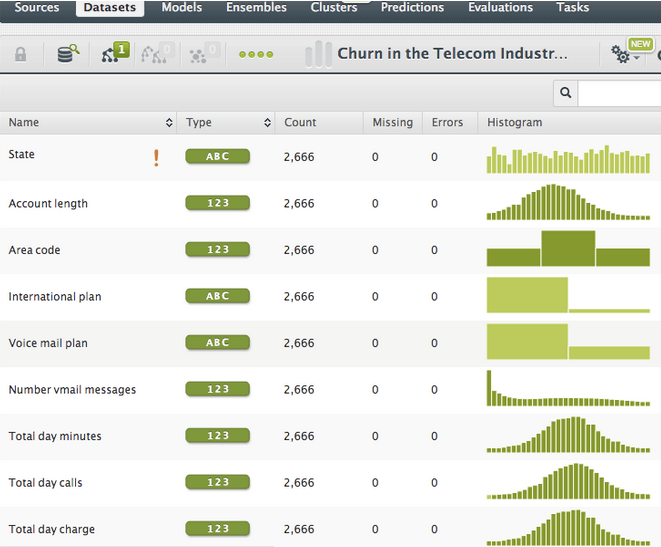 Sources Datasets Models Ensembles Clusters Predictions Evaluations Tasks
1 0 0 Churn in the Telecom Industr... NEW
Name Type Count Missing Errors Histogram
State ! ABC 2,666 0 0
Account length 123 2,666 0 0
Area code 123 2,666 0 0
International plan ABC 2,666 0 0
Voice mail plan ABC 2,666 0 0
Number vmail messages 123 2,666 0 0
Total day minutes 123 2,666 0 0
Total day calls 123 2,666 0 0
Total day charge 123 2,666 0 0